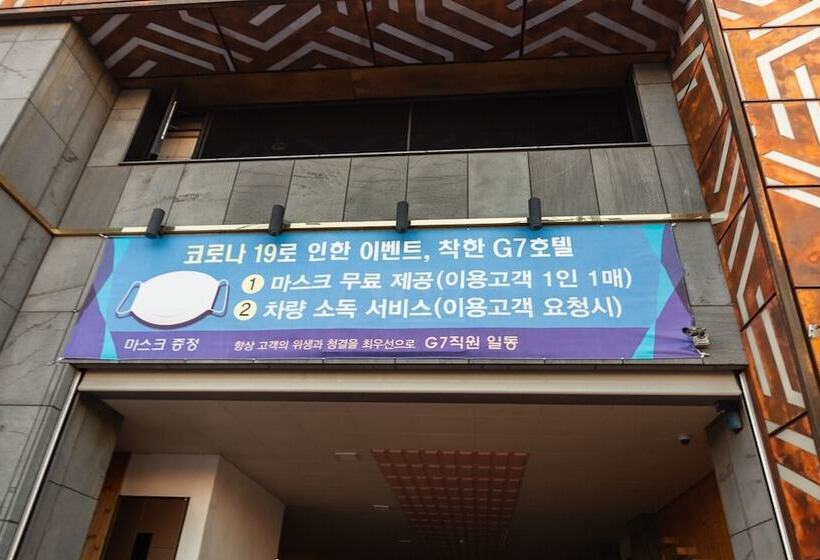 코로나 19로 인한 이벤트, 착한 G7호텔
1 마스크 무료 제공(이용고객 1인 1매)
2 차량 소독 서비스(이용고객 요청시)
마스크 증정 항상 고객의 위생과 청결을 최우선으로 G7직원 일동